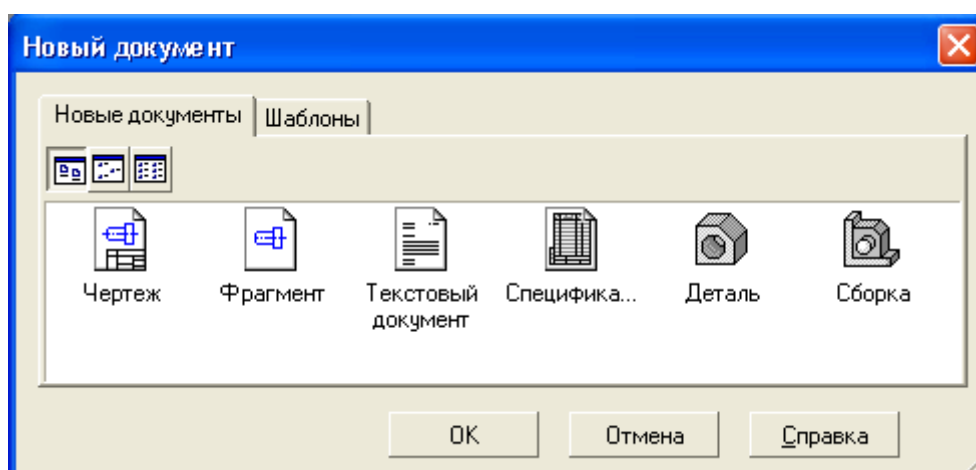 Новый документ
Новые документы Шаблоны
Чертеж Фрагмент Текстовый документ Специфика... Деталь Сборка
OK Отмена Справка